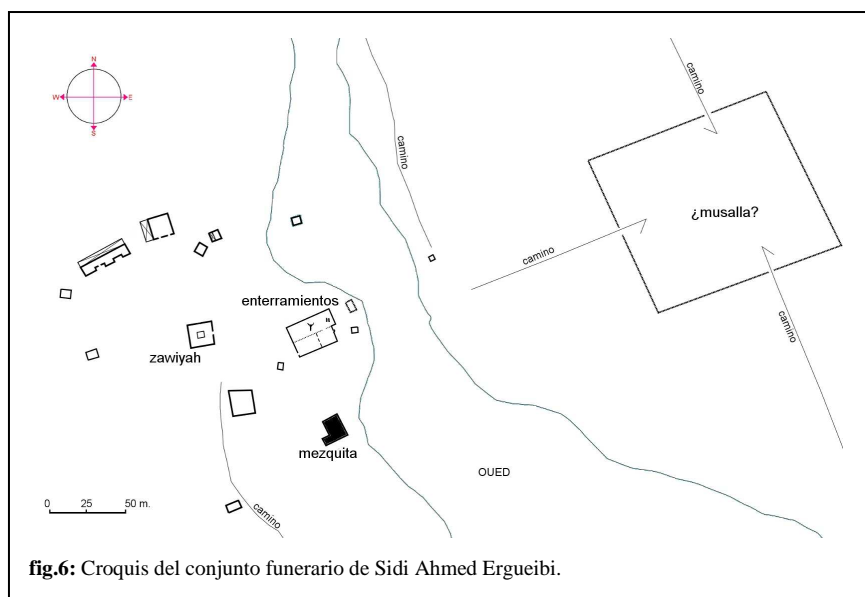 N
W E
S
camino
camino
¿musalla?
camino
enterramientos
zawiyah
camino
mezquita
OUED
0 25 50 m.
camino
fig.6: Croquis del conjunto funerario de Sidi Ahmed Ergueibi.